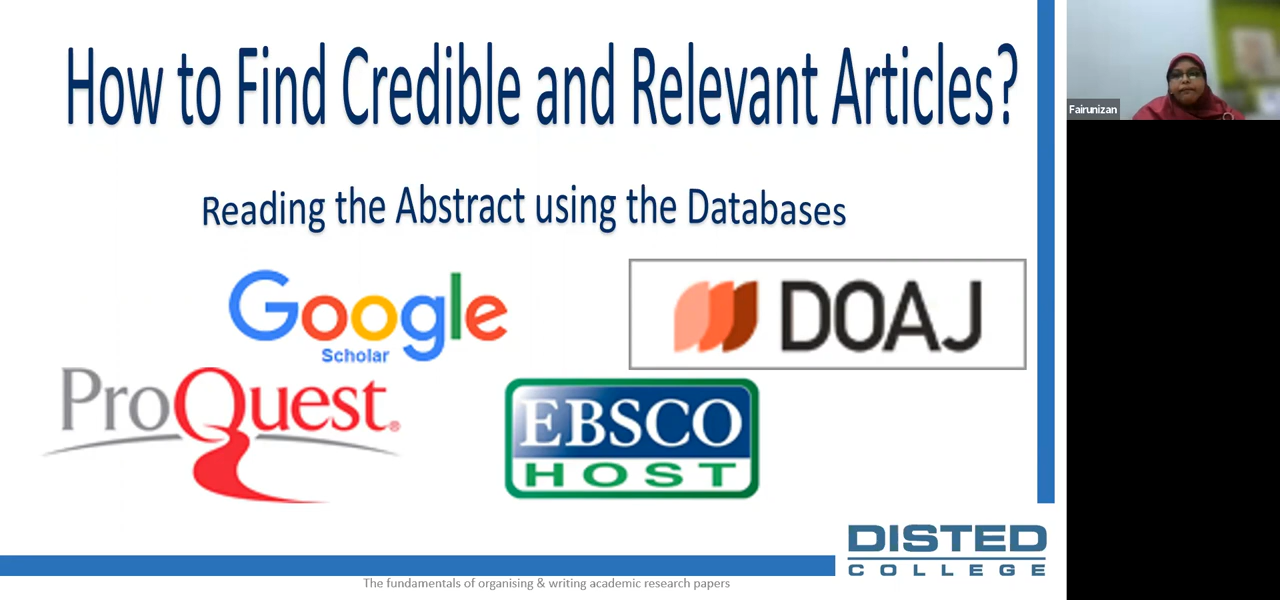 How to Find Credible and Relevant Articles?
Fairunizan
Reading the Abstract using the Databases
Google
Scholar
DOAJ
ProQuest®
EBSCO
HOST
DISTED
COLLEGE
The fundamentals of organising & writing academic research papers